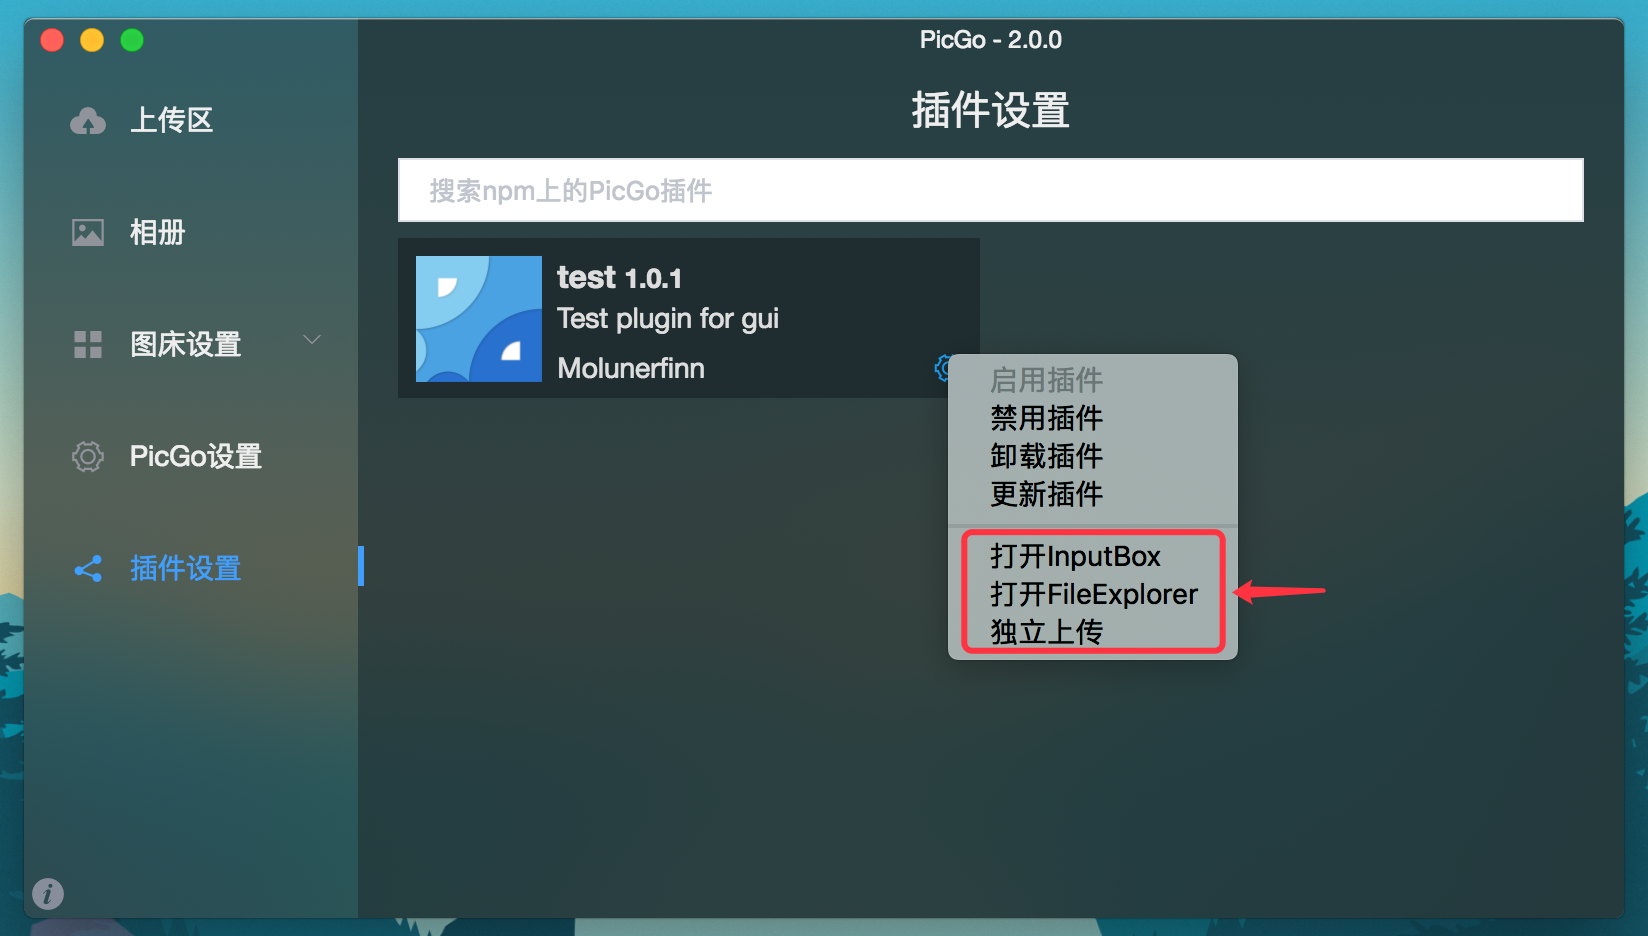 PicGo - 2.0.0
上传区
相册
图床设置
PicGo设置
插件设置
插件设置
搜索npm上的PicGo插件
test 1.0.1
Test plugin for gui
Molunerfinn
启用插件
禁用插件
卸载插件
更新插件
打开InputBox
打开FileExplorer
独立上传
i